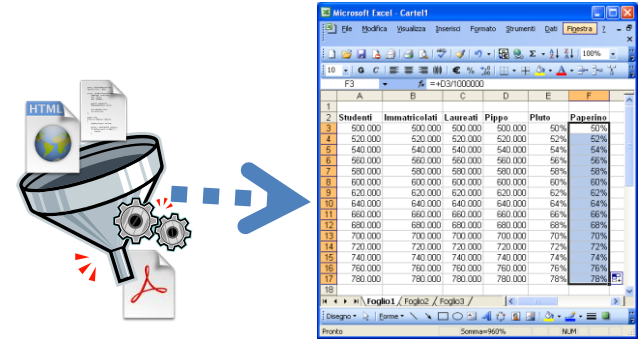 HTML
Microsoft Excel - Cartel1
File Modifica Visualizza Inserisci Formato Strumenti Dati Finestra ?
100%
10 G C S € %
F3 fx =+D3/1000000
A B C D E F
1
2 Studenti Immatricolati Laureati Pippo Pluto Paperino
3 500.000 500.000 500.000 500.000 50% 50%
4 520.000 520.000 520.000 520.000 52% 52%
5 540.000 540.000 540.000 540.000 54% 54%
6 560.000 560.000 560.000 560.000 56% 56%
7 580.000 580.000 580.000 580.000 58% 58%
8 600.000 600.000 600.000 600.000 60% 60%
9 620.000 620.000 620.000 620.000 62% 62%
10 640.000 640.000 640.000 640.000 64% 64%
11 660.000 660.000 660.000 660.000 66% 66%
12 680.000 680.000 680.000 680.000 68% 68%
13 700.000 700.000 700.000 700.000 70% 70%
14 720.000 720.000 720.000 720.000 72% 72%
15 740.000 740.000 740.000 740.000 74% 74%
16 760.000 760.000 760.000 760.000 76% 76%
17 780.000 780.000 780.000 780.000 78% 78%
18
Foglio1 Foglio2 Foglio3
Disegno Forme
Pronto Somma=960% NUM